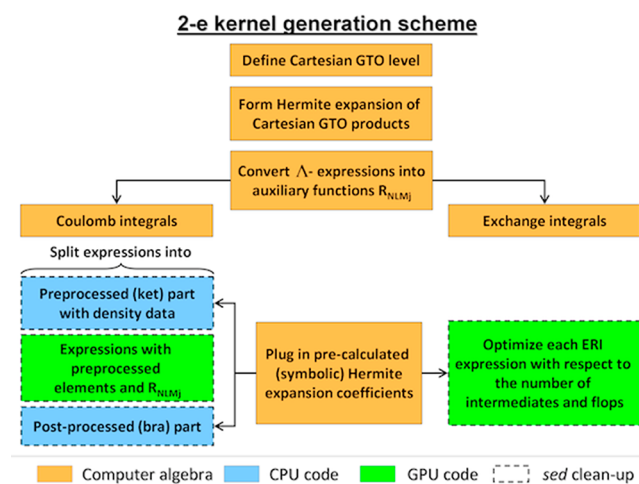 2-e kernel generation scheme
Define Cartesian GTO level
Form Hermite expansion of
Cartesian GTO products
Convert Λ- expressions into
auxiliary functions R_NLMj
Coulomb integrals
Exchange integrals
Split expressions into
Preprocessed (ket) part
with density data
Expressions with
preprocessed
elements and R_NLMj
Post-processed (bra) part
Plug in pre-calculated
(symbolic) Hermite
expansion coefficients
Optimize each ERI
expression with respect to
the number of
intermediates and flops
Computer algebra
CPU code
GPU code
sed clean-up